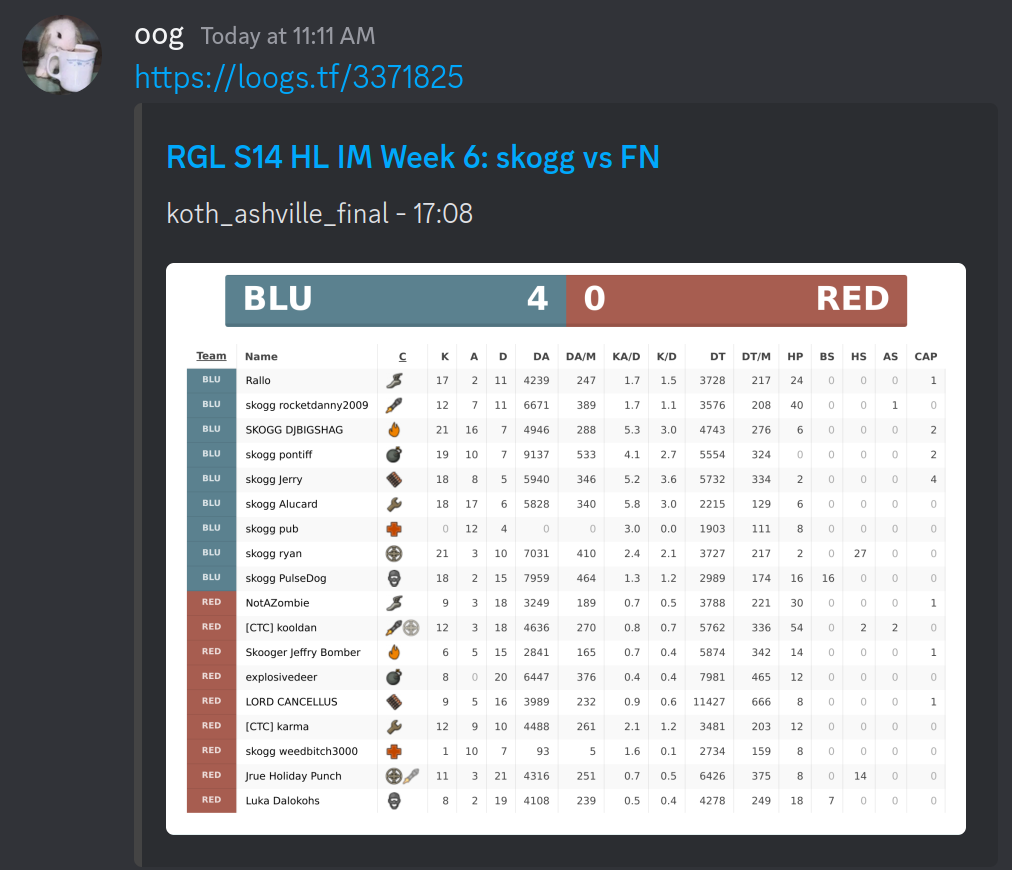 oog Today at 11:11 AM
https://loogs.tf/3371825
RGL S14 HL IM Week 6: skogg vs FN
koth_ashville_final - 17:08
BLU 4 0 RED
Team Name C K A D DA DA/M KA/D K/D DT DT/M HP BS HS AS CAP
BLU Rallo 17 2 11 4239 247 1.7 1.5 3728 217 24 0 0 0 1
BLU skogg rocketdanny2009 12 7 11 6671 389 1.7 1.1 3576 208 40 0 0 1 0
BLU SKOGG DJBIGSHAG 21 16 7 4946 288 5.3 3.0 4743 276 6 0 0 0 2
BLU skogg pontiff 19 10 7 9137 533 4.1 2.7 5554 324 0 0 0 0 2
BLU skogg Jerry 18 8 5 5940 346 5.2 3.6 5732 334 2 0 0 0 4
BLU skogg Alucard 18 17 6 5828 340 5.8 3.0 2215 129 6 0 0 0 0
BLU skogg pub 0 12 4 0 0 3.0 0.0 1903 111 8 0 0 0 0
BLU skogg ryan 21 3 10 7031 410 2.4 2.1 3727 217 2 0 27 0 0
BLU skogg PulseDog 18 2 15 7959 464 1.3 1.2 2989 174 16 16 0 0 0
RED NotAZombie 9 3 18 3249 189 0.7 0.5 3788 221 30 0 0 0 1
RED [CTC] kooldan 12 3 18 4636 270 0.8 0.7 5762 336 54 0 2 2 0
RED Skooger Jeffry Bomber 6 5 15 2841 165 0.7 0.4 5874 342 14 0 0 0 1
RED explosivedeer 8 0 20 6447 376 0.4 0.4 7981 465 12 0 0 0 0
RED LORD CANCELLUS 9 5 16 3989 232 0.9 0.6 11427 666 8 0 0 0 1
RED [CTC] karma 12 9 10 4488 261 2.1 1.2 3481 203 12 0 0 0 0
RED skogg weedbitch3000 1 10 7 93 5 1.6 0.1 2734 159 8 0 0 0 0
RED Jrue Holiday Punch 11 3 21 4316 251 0.7 0.5 6426 375 8 0 14 0 0
RED Luka Dalokohs 8 2 19 4108 239 0.5 0.4 4278 249 18 7 0 0 0